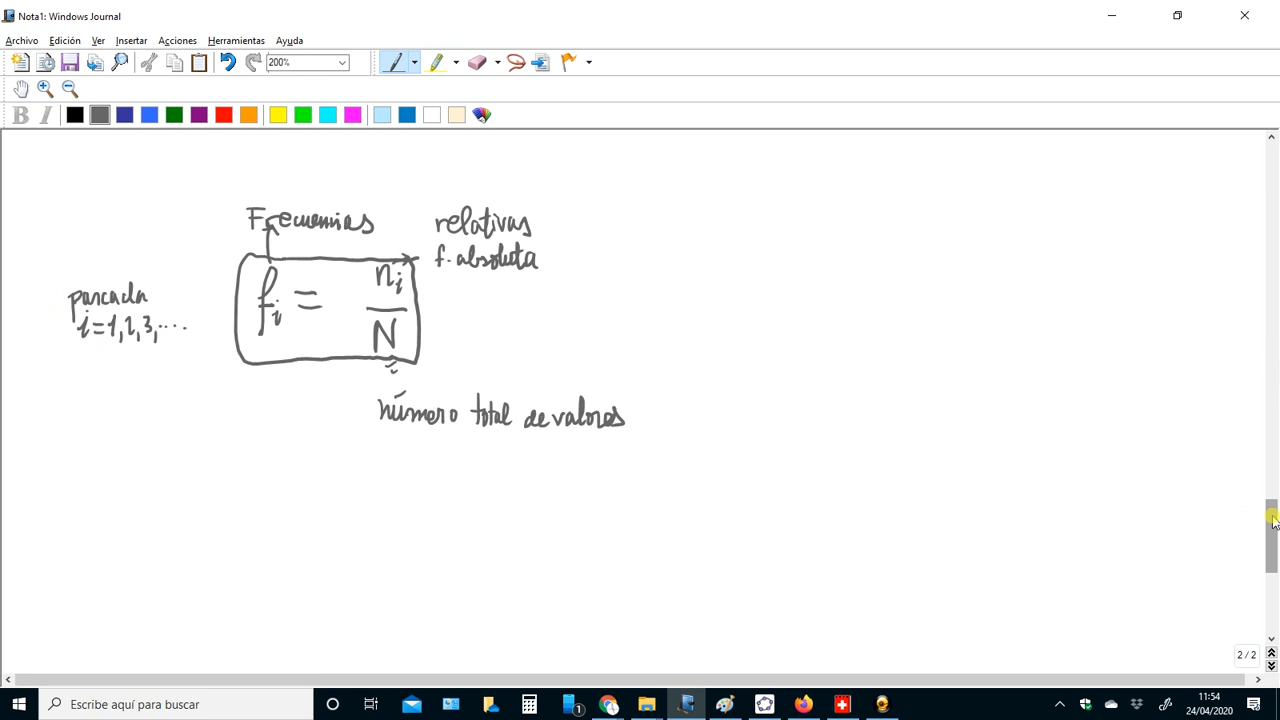 Nota1: Windows Journal
Archivo Edición Ver Insertar Acciones Herramientas Ayuda
200%
B I
Frecuencias relativas
f. absoluta
para cada
i=1,2,3,....
fi = ni
N
número total de valores
2 / 2
Escribe aquí para buscar
1
11:54
24/04/2020